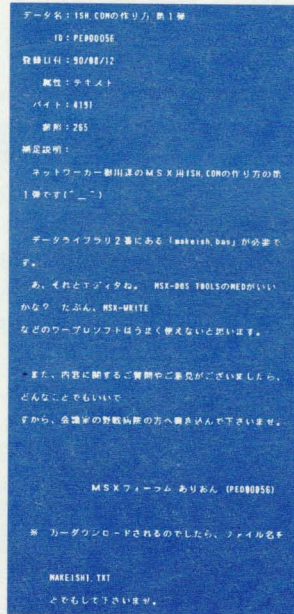 データ名：ISH.COMの作り方 第1弾
ID：PED0005E
登録日付：90/08/12
属性：テキスト
バイト：4191
参照：265
補足説明：
ネットワーカー御用達のMSX用ISH.COMの作り方の第
1弾です(^__^)
データライブラリ2番にある「makeish.bas」が必要で
す。
あ、それとエディタね。 MSX-DOS TOOLSのMEDがいい
かな？ たぶん、MSX-WRITE
などのワープロソフトはうまく使えないと思います。
また、内容に関するご質問やご意見がございましたら、
どんなことでもいいで
すから、会議室の野戦病院の方へ書き込んで下さいませ。
MSXフォーラム ありおん (PED00056)
※ カーダウンロードされるのでしたら、ファイル名を
MAKEISH1.TXT
とでもして下さいませ。